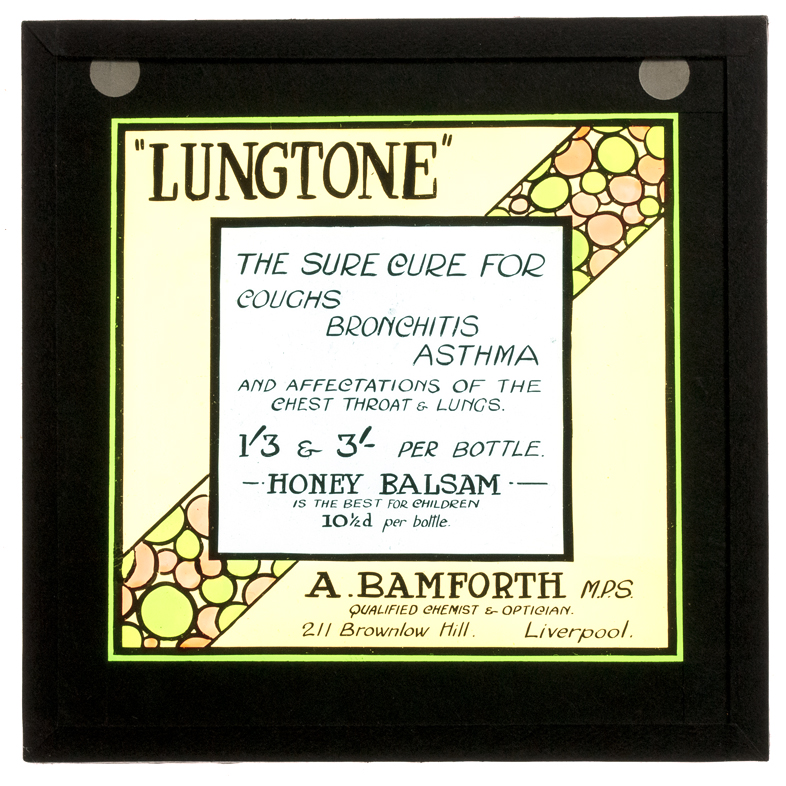 "LUNGTONE"
THE SURE CURE FOR
COUGHS
BRONCHITIS
ASTHMA
AND AFFECTATIONS OF THE
CHEST THROAT & LUNGS.
1'3 & 3'- PER BOTTLE.
—·HONEY BALSAM·—
IS THE BEST FOR CHILDREN
10½d per bottle.
A. BAMFORTH M.P.S.
QUALIFIED CHEMIST & OPTICIAN.
211 Brownlow Hill. Liverpool.